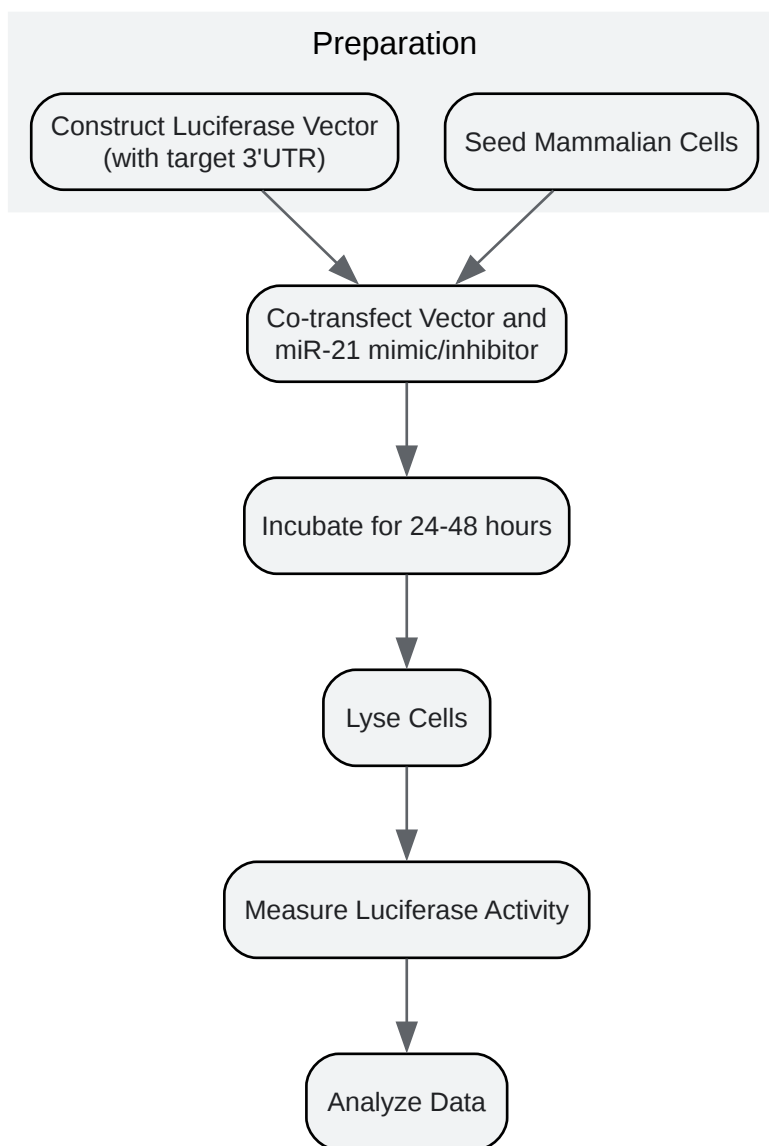 Preparation
Construct Luciferase Vector
(with target 3'UTR)
Seed Mammalian Cells
Co-transfect Vector and
miR-21 mimic/inhibitor
Incubate for 24-48 hours
Lyse Cells
Measure Luciferase Activity
Analyze Data